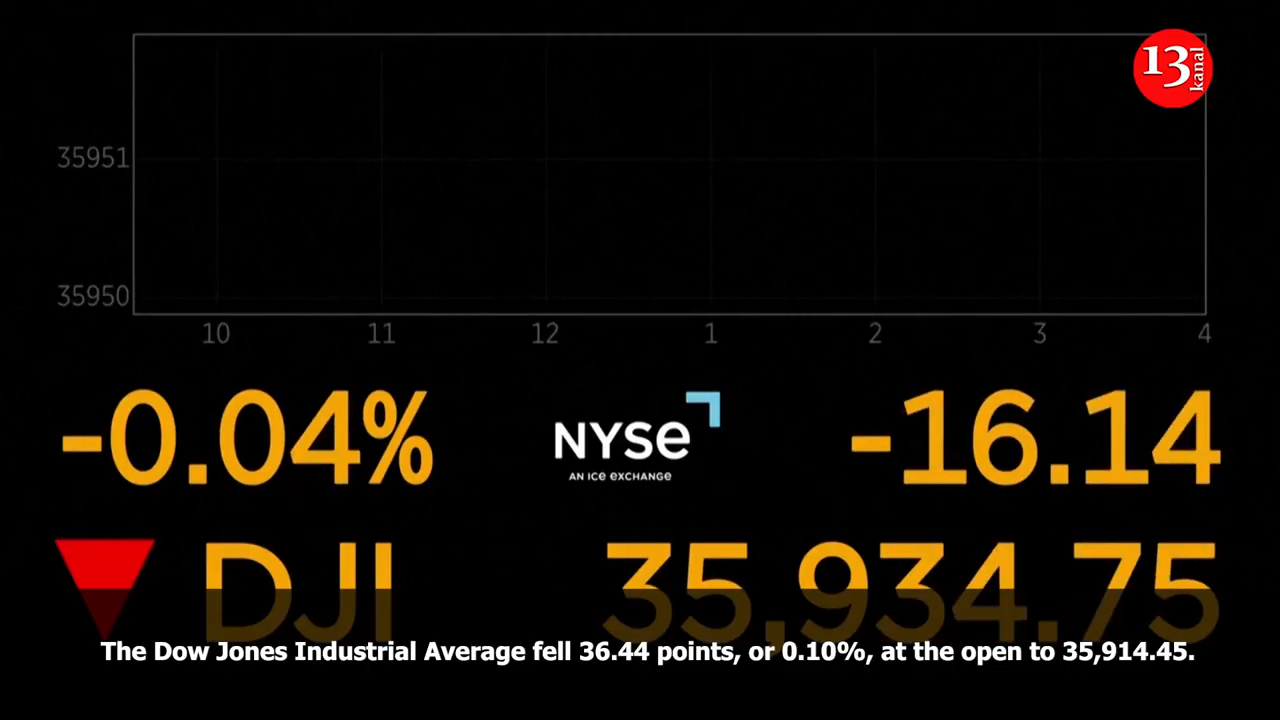 13 kanal
35951
35950
10 11 12 1 2 3 4
-0.04% NYSE -16.14
AN ICE EXCHANGE
DJI 35,934.75
The Dow Jones Industrial Average fell 36.44 points, or 0.10%, at the open to 35,914.45.